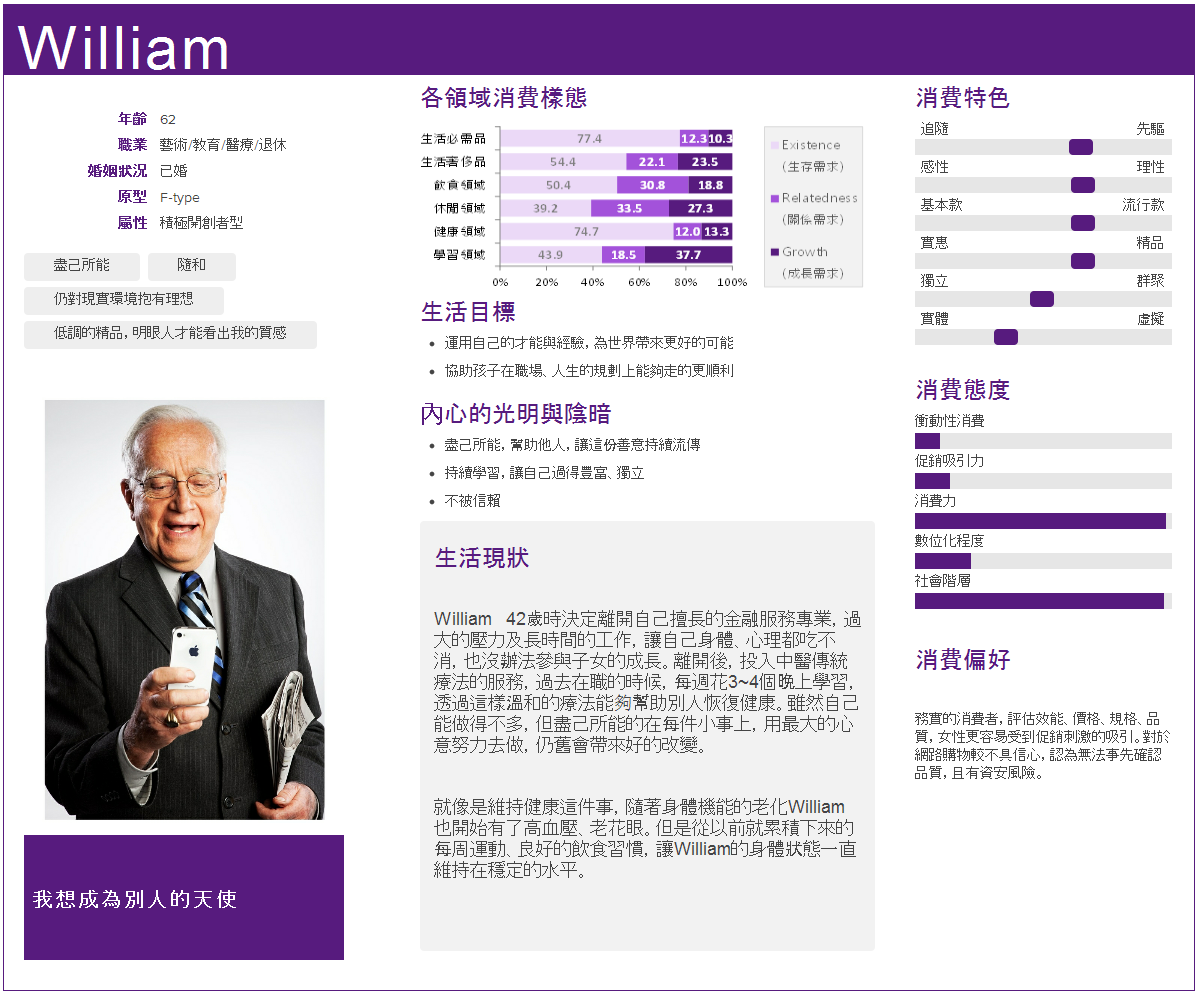 William
年齡 62
職業 藝術/教育/醫療/退休
婚姻狀況 已婚
原型 F-type
屬性 積極開創者型
盡己所能 隨和
仍對現實環境抱有理想
低調的精品，明眼人才能看出我的質感
我想成為別人的天使
各領域消費樣態
生活必需品 77.4 12.3 10.3
生活奢侈品 54.4 22.1 23.5
飲食領域 50.4 30.8 18.8
休閒領域 39.2 33.5 27.3
健康領域 74.7 12.0 13.3
學習領域 43.9 18.5 37.7
0% 20% 40% 60% 80% 100%
Existence
(生存需求)
Relatedness
(關係需求)
Growth
(成長需求)
生活目標
• 運用自己的才能與經驗，為世界帶來更好的可能
• 協助孩子在職場、人生的規劃上能夠走的更順利
內心的光明與陰暗
• 盡己所能，幫助他人，讓這份善意持續流傳
• 持續學習，讓自己過得豐富、獨立
• 不被信賴
生活現狀
William 42歲時決定離開自己擅長的金融服務專業，過
大的壓力及長時間的工作，讓自己身體、心理都吃不
消，也沒辦法參與子女的成長。離開後，投入中醫傳統
療法的服務，過去在職的時候，每週花3~4個晚上學習，
透過這樣溫和的療法能夠幫助別人恢復健康。雖然自己
能做得不多，但盡己所能的在每件小事上，用最大的心
意努力去做，仍舊會帶來好的改變。
就像是維持健康這件事，隨著身體機能的老化William
也開始有了高血壓、老花眼。但是從以前就累積下來的
每周運動、良好的飲食習慣，讓William的身體狀態一直
維持在穩定的水平。
消費特色
追隨 先驅
感性 理性
基本款 流行款
實惠 精品
獨立 群聚
實體 虛擬
消費態度
衝動性消費
促銷吸引力
消費力
數位化程度
社會階層
消費偏好
務實的消費者，評估效能、價格、規格、品
質，女性更容易受到促銷刺激的吸引。對於
網路購物較不具信心，認為無法事先確認
品質，且有資安風險。